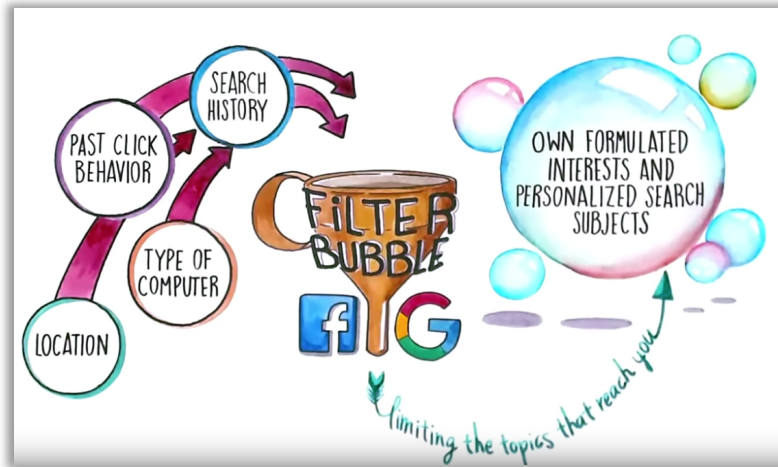 SEARCH
HISTORY
PAST CLICK
BEHAVIOR
TYPE OF
COMPUTER
LOCATION
FiLTER
BUBBLE
f G
OWN FORMULATED
INTERESTS AND
PERSONALIZED SEARCH
SUBJECTS
limiting the topics that reach you